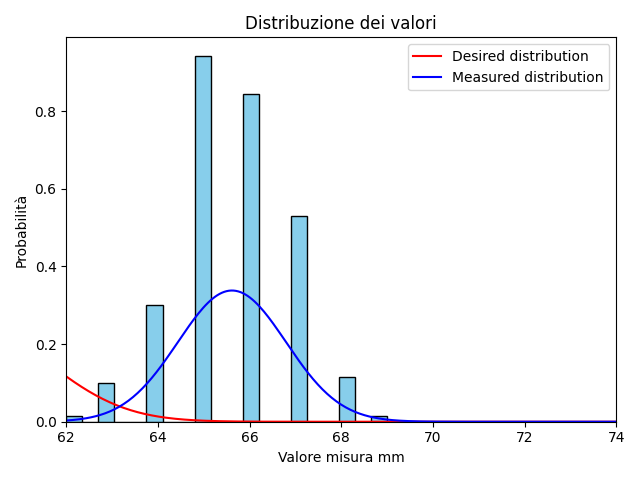 Distribuzione dei valori
Desired distribution
Measured distribution
Probabilità
0.8
0.6
0.4
0.2
0.0
62 64 66 68 70 72 74
Valore misura mm